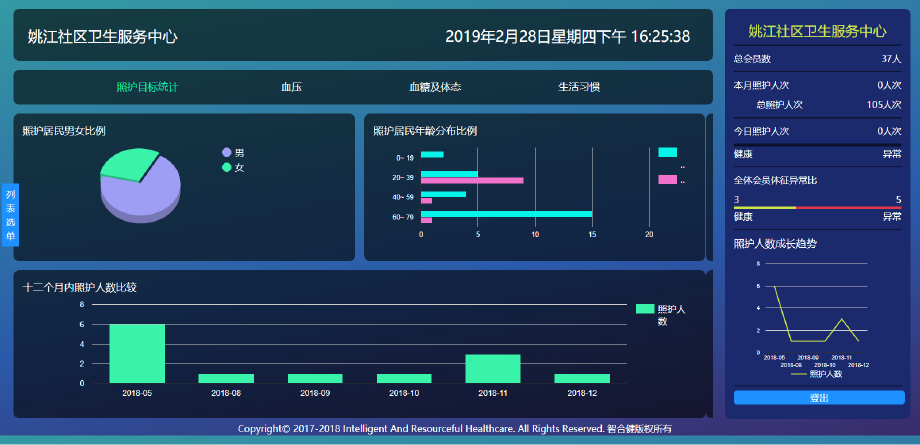 姚江社区卫生服务中心
2019年2月28日星期四下午 16:25:38
照护目标统计 血压 血糖及体态 生活习惯
照护居民男女比例
男
女
照护居民年龄分布比例
0~ 19
20~ 39
40~ 59
60~ 79
0 5 10 15 20
..
..
列表选单
十二个月内照护人数比较
8
6
4
2
0
2018-05 2018-08 2018-09 2018-10 2018-11 2018-12
照护人
数
姚江社区卫生服务中心
总会员数 37人
本月照护人次 0人次
总照护人次 105人次
今日照护人次 0人次
健康 异常
全体会员体征异常比
3 5
健康 异常
照护人数成长趋势
8
6
4
2
0
2018-05 2018-09 2018-11
2018-08 2018-10 2018-12
照护人数
登出
Copyright© 2017-2018 Intelligent And Resourceful Healthcare. All Rights Reserved. 智合健版权所有